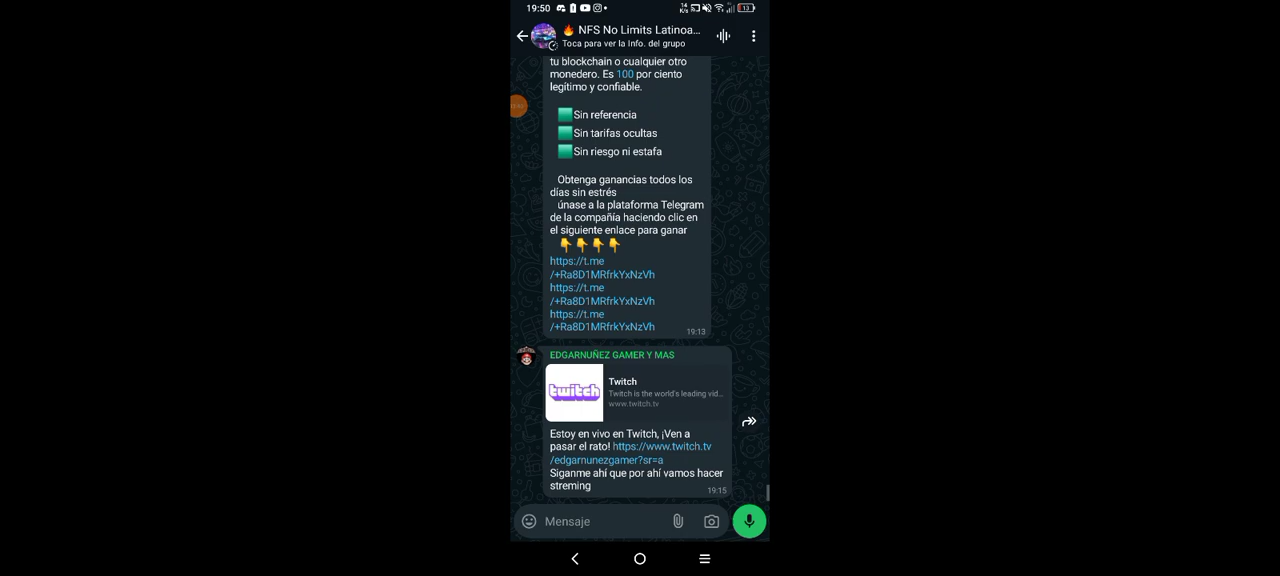 19:50
14
K/s
13
🔥 NFS No Limits Latinoa...
Toca para ver la Info. del grupo
tu blockchain o cualquier otro
monedero. Es 100 por ciento
legítimo y confiable.
Sin referencia
Sin tarifas ocultas
Sin riesgo ni estafa
Obtenga ganancias todos los
días sin estrés
únase a la plataforma Telegram
de la compañía haciendo clic en
el siguiente enlace para ganar
👇👇👇👇
https://t.me
/+Ra8D1MRfrkYxNzVh
https://t.me
/+Ra8D1MRfrkYxNzVh
https://t.me
/+Ra8D1MRfrkYxNzVh
19:13
EDGARNUÑEZ GAMER Y MAS
twitch
Twitch
Twitch is the world's leading vid...
www.twitch.tv
Estoy en vivo en Twitch, ¡Ven a
pasar el rato! https://www.twitch.tv
/edgarnunezgamer?sr=a
Siganme ahí que por ahí vamos hacer
streming
19:15
Mensaje